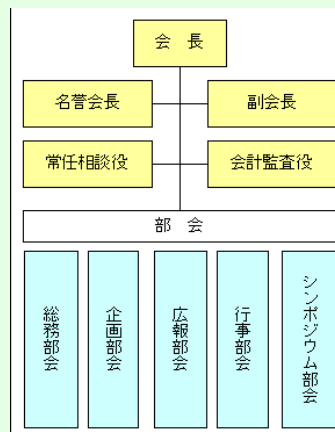 会 長
名誉会長
副会長
常任相談役
会計監査役
部 会
総務部会
企画部会
広報部会
行事部会
シンポジウム部会